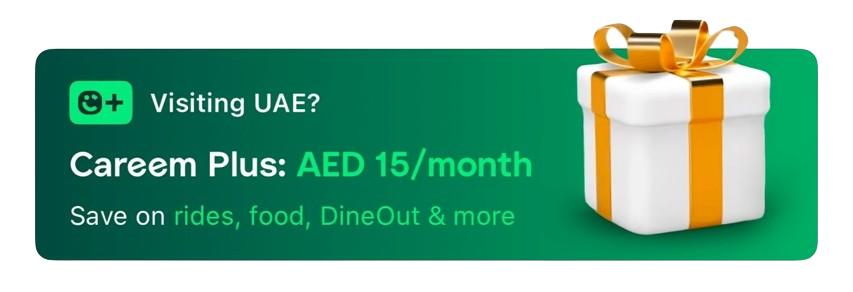 Visiting UAE?
Careem Plus: AED 15/month
Save on rides, food, DineOut & more